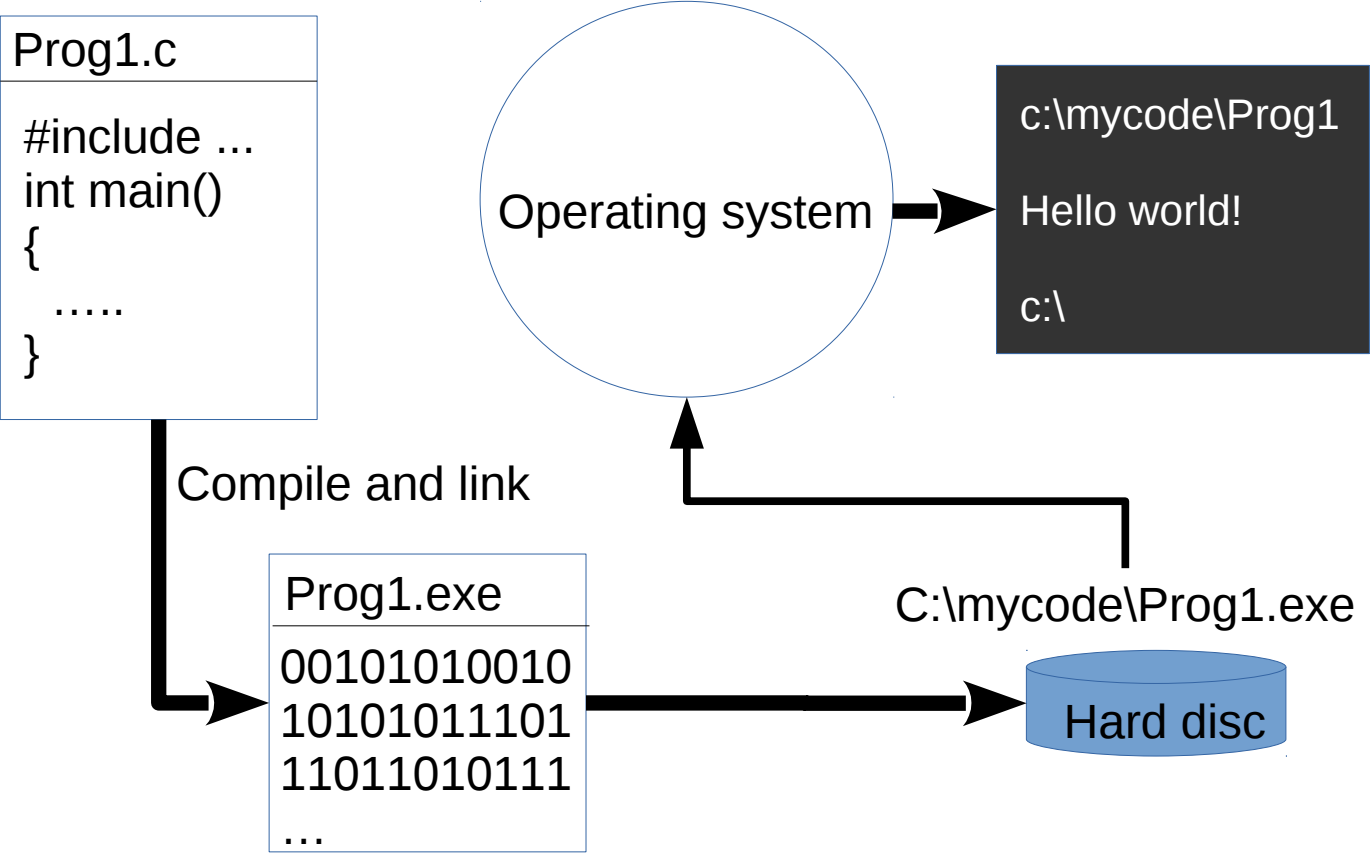 Prog1.c
#include ...
int main()
{
…..
}
Compile and link
Prog1.exe
00101010010
10101011101
11011010111
…
Operating system
c:\mycode\Prog1
Hello world!
c:\
C:\mycode\Prog1.exe
Hard disc